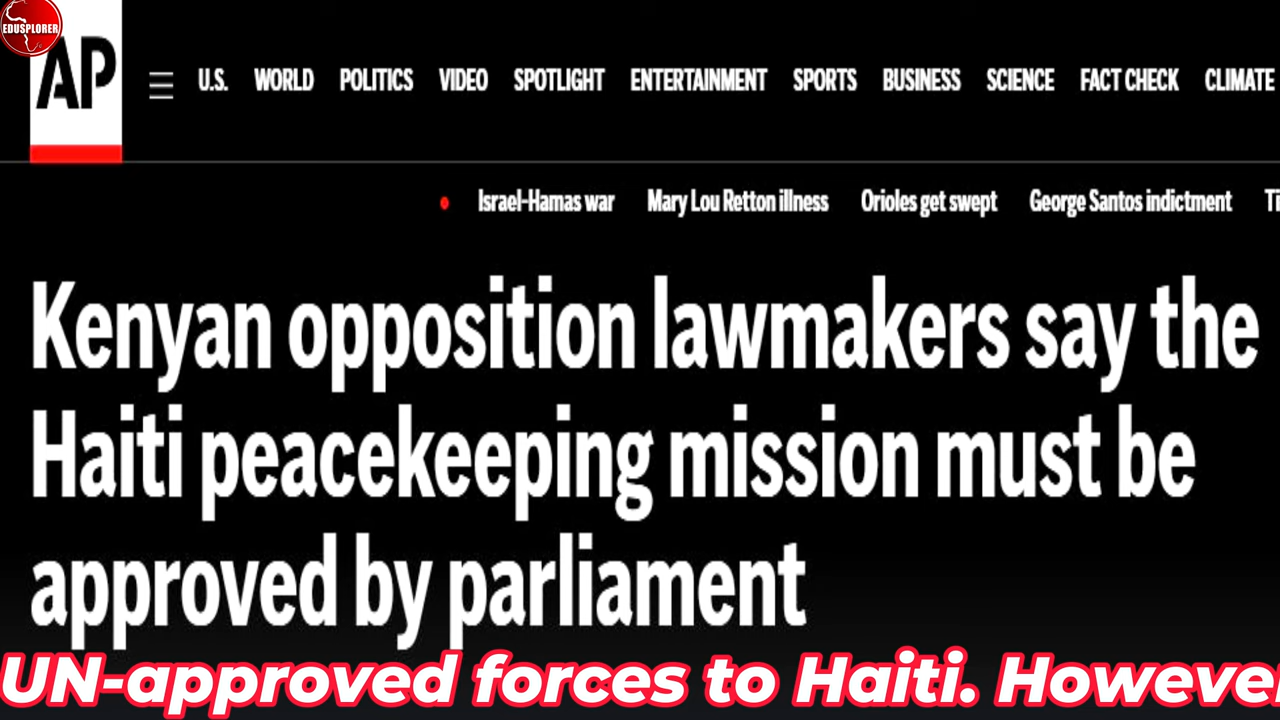 EDUSPLORER
AP
U.S. WORLD POLITICS VIDEO SPOTLIGHT ENTERTAINMENT SPORTS BUSINESS SCIENCE FACT CHECK CLIMATE
Israel-Hamas war Mary Lou Retton illness Orioles get swept George Santos indictment
Kenyan opposition lawmakers say the
Haiti peacekeeping mission must be
approved by parliament
UN-approved forces to Haiti. However